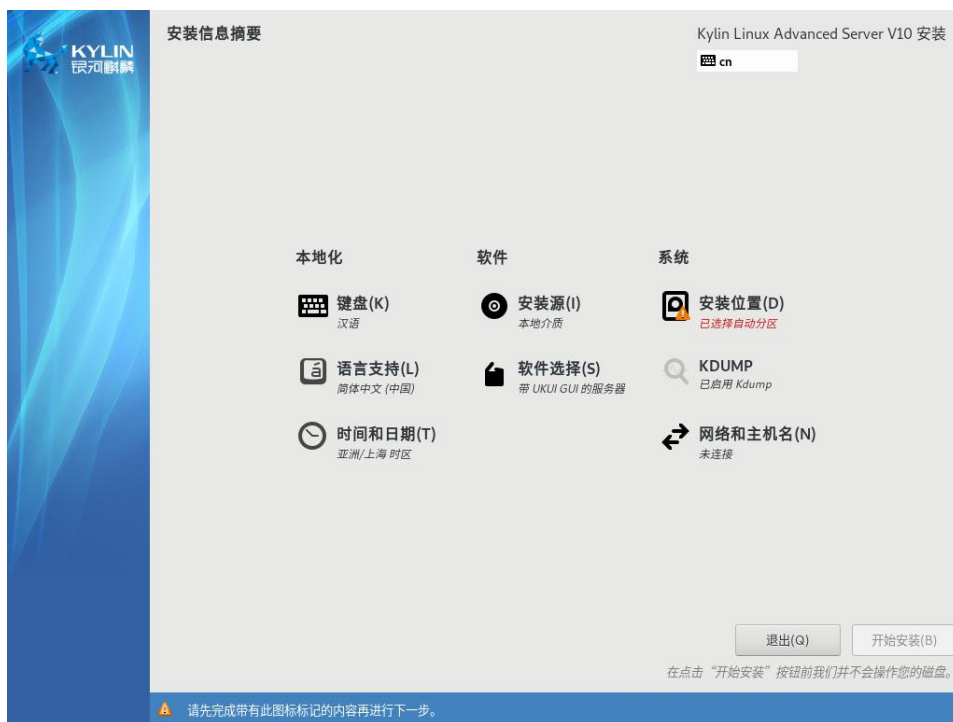 KYLIN
银河麒麟
安装信息摘要
Kylin Linux Advanced Server V10 安装
cn
本地化
键盘(K)
汉语
语言支持(L)
简体中文 (中国)
时间和日期(T)
亚洲/上海 时区
软件
安装源(I)
本地介质
软件选择(S)
带 UKUI GUI 的服务器
系统
安装位置(D)
已选择自动分区
KDUMP
已启用 Kdump
网络和主机名(N)
未连接
退出(Q)
开始安装(B)
在点击“开始安装”按钮前我们并不会操作您的磁盘。
请先完成带有此图标标记的内容再进行下一步。